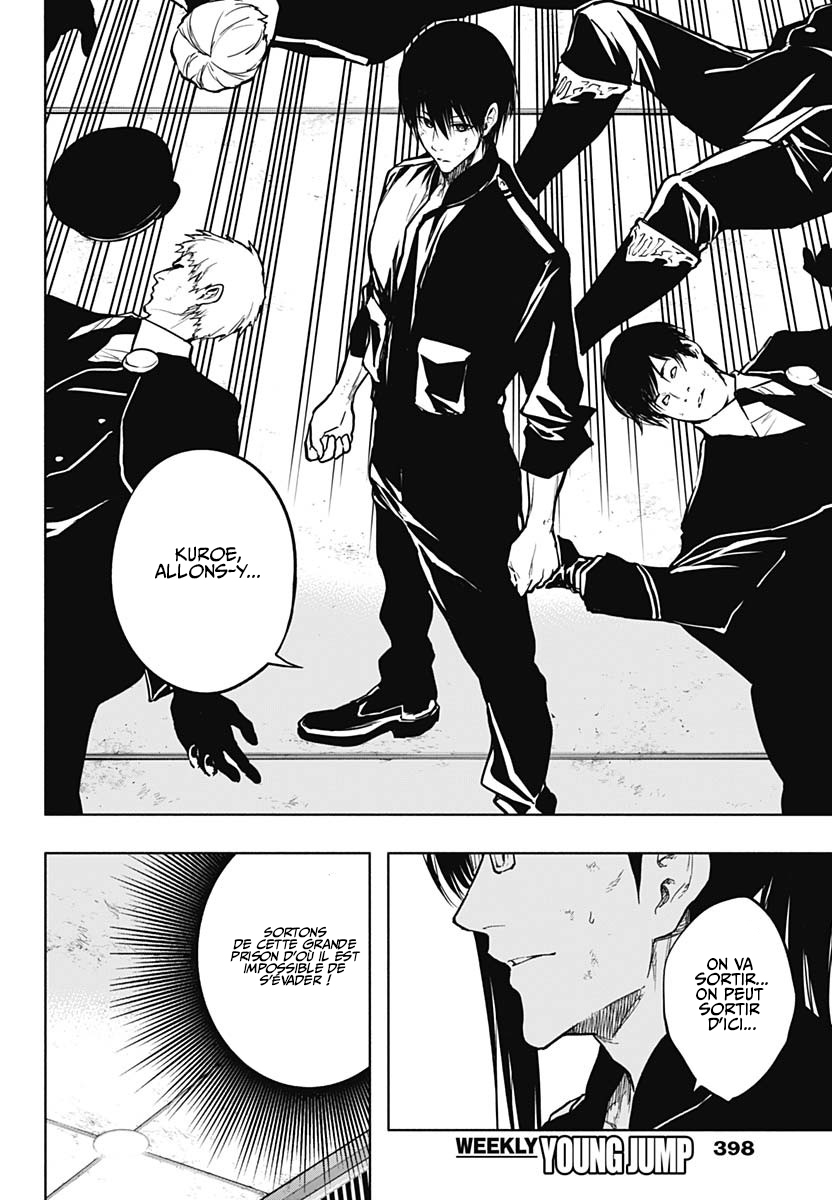 KUROE,
ALLONS-Y...
ON VA
SORTIR...
ON PEUT
SORTIR
D'ICI...
SORTONS
DE CETTE GRANDE
PRISON D'OÙ IL EST
IMPOSSIBLE DE
S'ÉVADER !
WEEKLY YOUNG JUMP 398